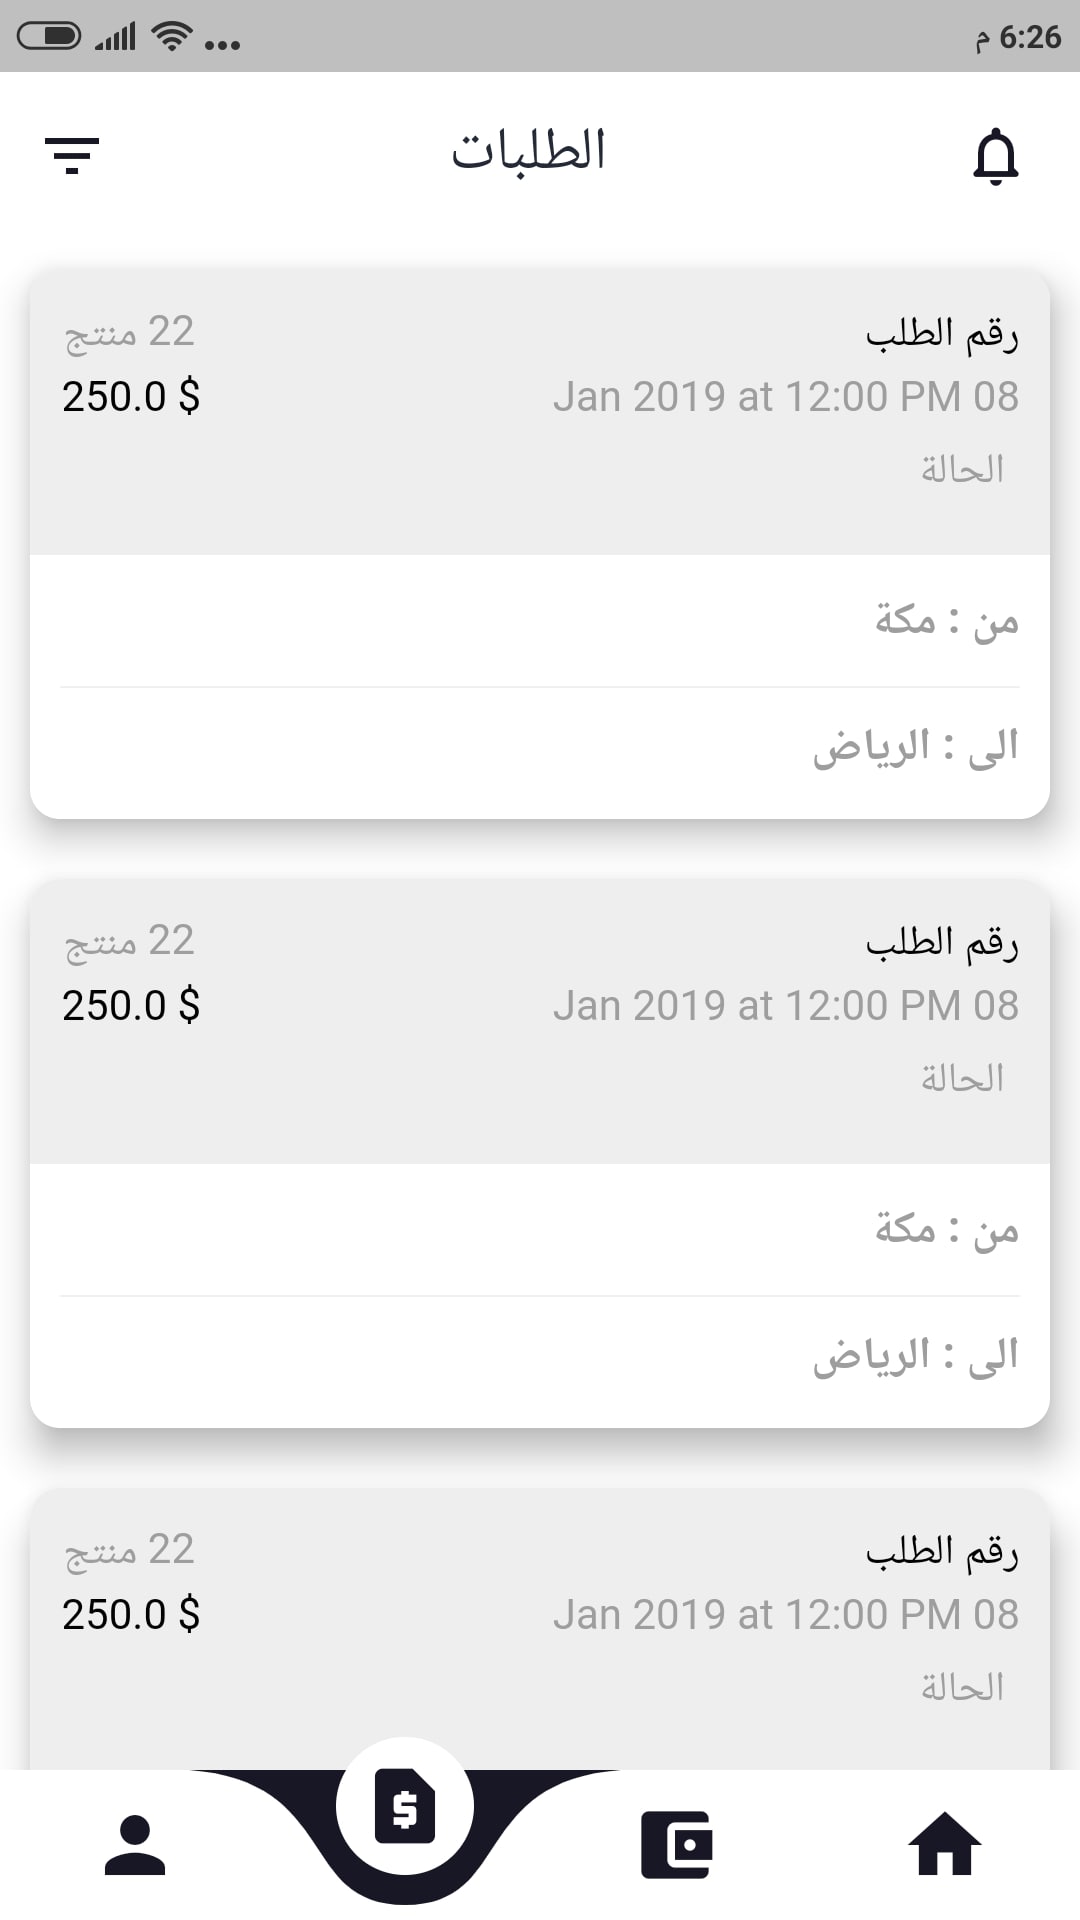 6:26 م
الطلبات
رقم الطلب
22 منتج
Jan 2019 at 12:00 PM 08
250.0 $
الحالة
من : مكة
الى : الرياض
رقم الطلب
22 منتج
Jan 2019 at 12:00 PM 08
250.0 $
الحالة
من : مكة
الى : الرياض
رقم الطلب
22 منتج
Jan 2019 at 12:00 PM 08
250.0 $
الحالة
$